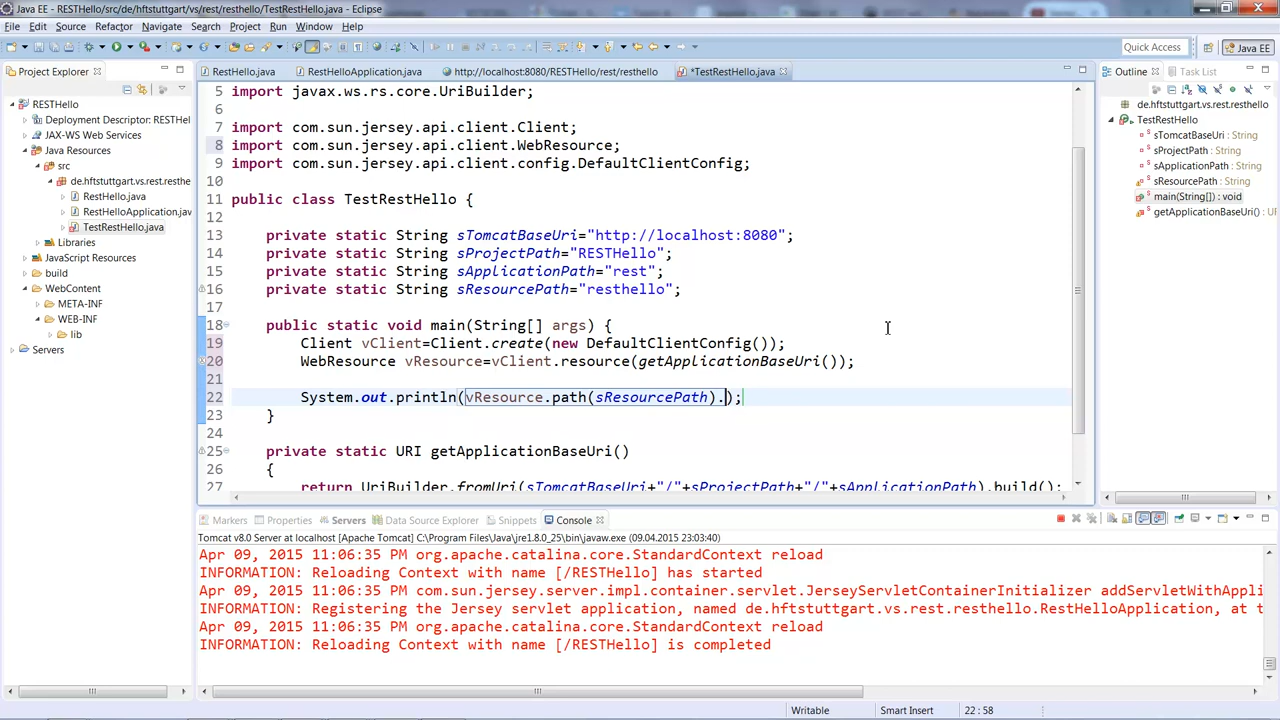 Java EE - RESTHello/src/de/hftstuttgart/vs/rest/resthello/TestRestHello.java - Eclipse
File Edit Source Refactor Navigate Search Project Run Window Help
Quick Access Java EE
Project Explorer
RESTHello
Deployment Descriptor: RESTHel
JAX-WS Web Services
Java Resources
src
de.hftstuttgart.vs.rest.resthe
RestHello.java
RestHelloApplication.jav
TestRestHello.java
Libraries
JavaScript Resources
build
WebContent
META-INF
WEB-INF
lib
Servers
RestHello.java RestHelloApplication.java http://localhost:8080/RESTHello/rest/resthello *TestRestHello.java
5 import javax.ws.rs.core.UriBuilder;
6
7 import com.sun.jersey.api.client.Client;
8 import com.sun.jersey.api.client.WebResource;
9 import com.sun.jersey.api.client.config.DefaultClientConfig;
10
11 public class TestRestHello {
12
13 private static String sTomcatBaseUri="http://localhost:8080";
14 private static String sProjectPath="RESTHello";
15 private static String sApplicationPath="rest";
16 private static String sResourcePath="resthello";
17
18 public static void main(String[] args) {
19 Client vClient=Client.create(new DefaultClientConfig());
20 WebResource vResource=vClient.resource(getApplicationBaseUri());
21
22 System.out.println(vResource.path(sResourcePath).);
23 }
24
25 private static URI getApplicationBaseUri()
26 {
27 return UriBuilder.fromUri(sTomcatBaseUri+"/"+sProjectPath+"/"+sApplicationPath).build();
Outline Task List
de.hftstuttgart.vs.rest.resthello
TestRestHello
sTomcatBaseUri : String
sProjectPath : String
sApplicationPath : String
sResourcePath : String
main(String[]) : void
getApplicationBaseUri() : U
Markers Properties Servers Data Source Explorer Snippets Console
Tomcat v8.0 Server at localhost [Apache Tomcat] C:\Program Files\Java\jre1.8.0_25\bin\javaw.exe (09.04.2015 23:03:40)
Apr 09, 2015 11:06:35 PM org.apache.catalina.core.StandardContext reload
INFORMATION: Reloading Context with name [/RESTHello] has started
Apr 09, 2015 11:06:35 PM com.sun.jersey.server.impl.container.servlet.JerseyServletContainerInitializer addServletWithAppli
INFORMATION: Registering the Jersey servlet application, named de.hftstuttgart.vs.rest.resthello.RestHelloApplication, at t
Apr 09, 2015 11:06:35 PM org.apache.catalina.core.StandardContext reload
INFORMATION: Reloading Context with name [/RESTHello] is completed
Writable Smart Insert 22 : 58